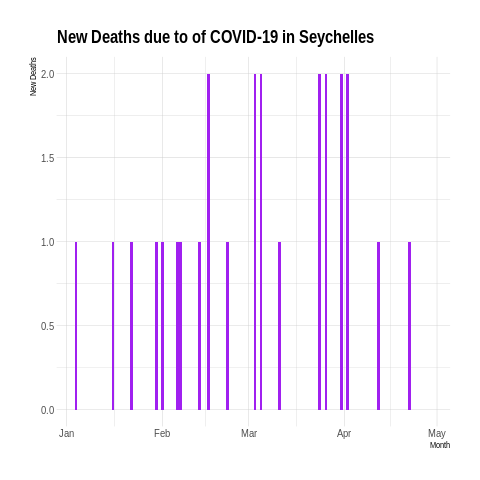 New Deaths due to of COVID-19 in Seychelles
New Deaths
2.0
1.5
1.0
0.5
0.0
Jan Feb Mar Apr May
Month